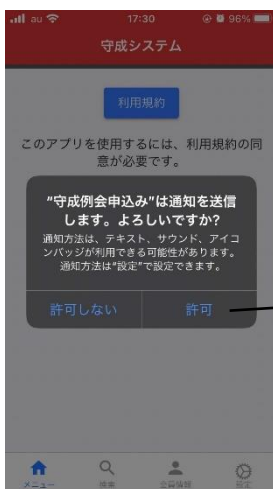 au 17:30 96%
守成システム
利用規約
このアプリを使用するには、利用規約の同
意が必要です。
"守成例会申込み"は通知を送信
します。よろしいですか?
通知方法は、テキスト、サウンド、アイコ
ンバッジが利用できる可能性があります。
通知方法は"設定"で設定できます。
許可しない 許可
メニュー 検索 会員情報 設定